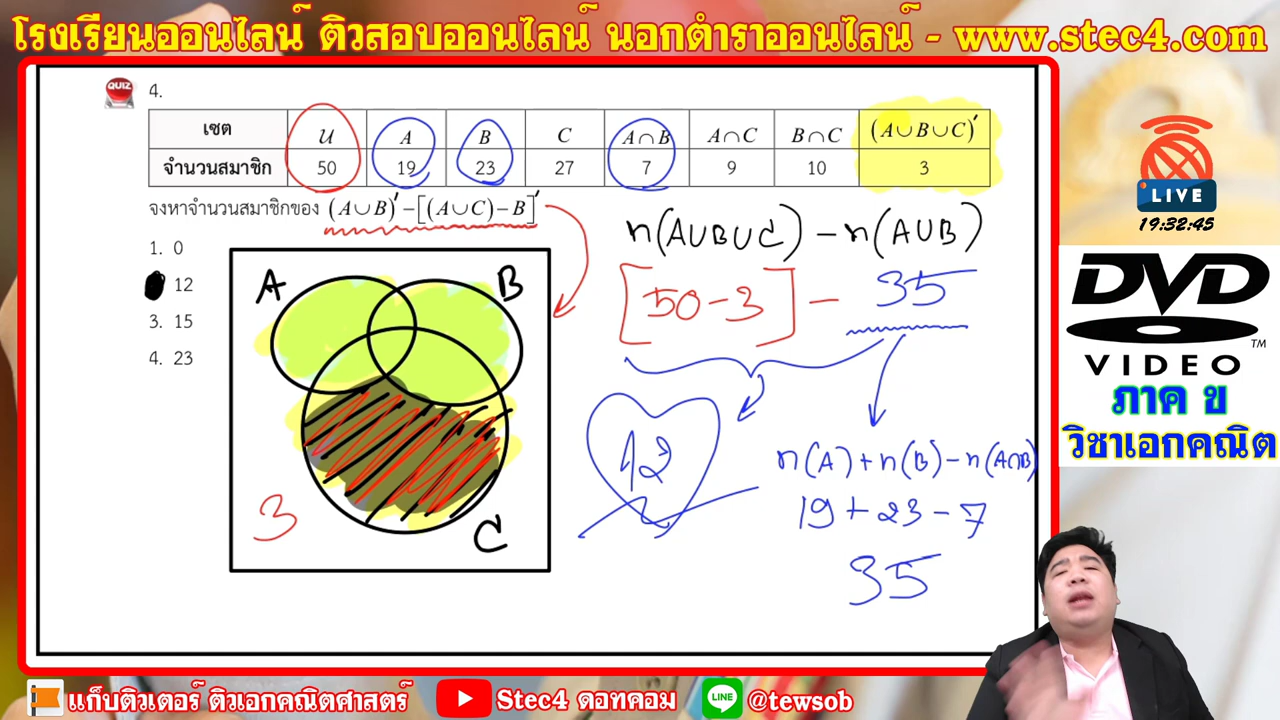 โรงเรียนออนไลน์ ติวสอบออนไลน์ นอกตำราออนไลน์ - www.stec4.com
QUIZ
4.
เซต U A B C A∩B A∩C B∩C (A∪B∪C)′
จำนวนสมาชิก 50 19 23 27 7 9 10 3
จงหาจำนวนสมาชิกของ (A∪B)′−[(A∪C)−B]′
1. 0
12
3. 15
4. 23
A
B
C
3
n(A∪B∪C) − n(A∪B)
[50−3] − 35
12
n(A)+n(B)−n(A∩B)
19+23−7
35
LIVE
19:32:45
DVD
TM
VIDEO
ภาค ข
วิชาเอกคณิต
แก็บติวเตอร์ ติวเอกคณิตศาสตร์
Stec4 ดอทคอม
LINE
@tewsob